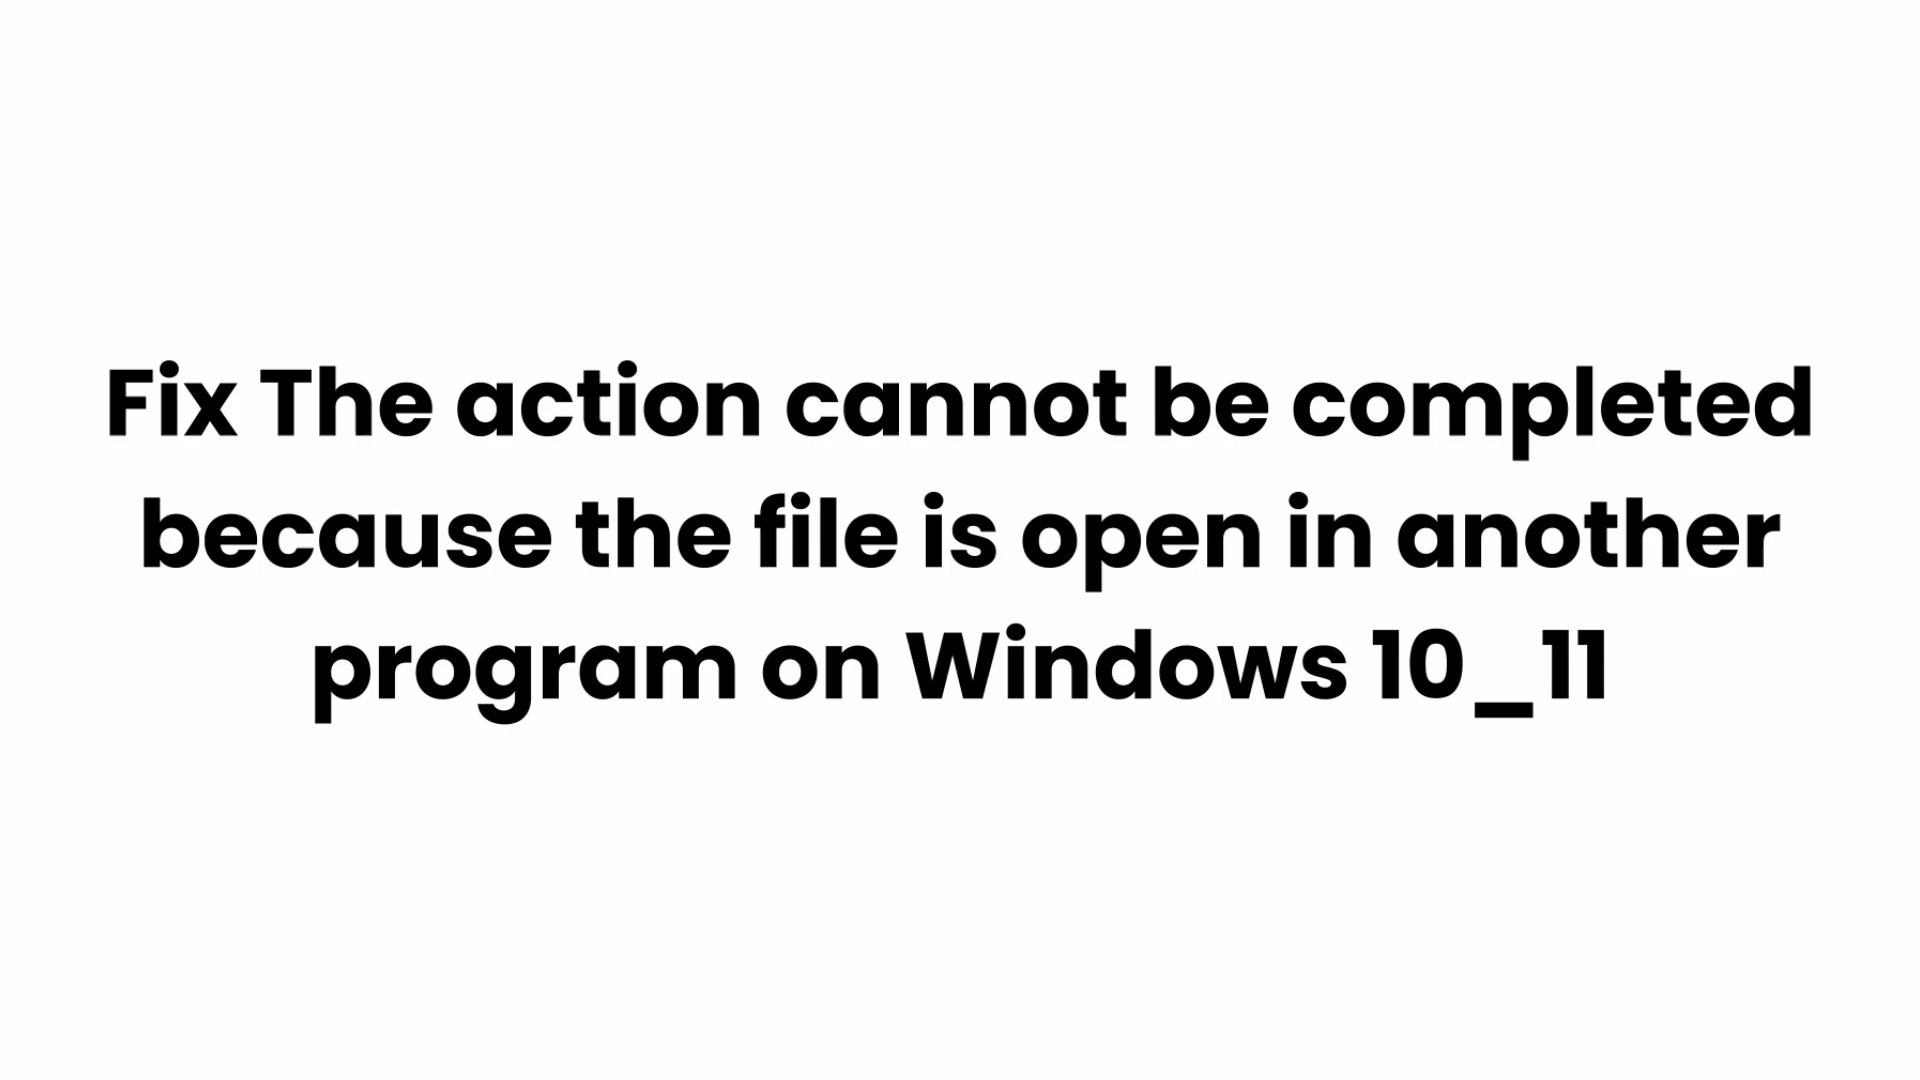 Fix The action cannot be completed
because the file is open in another
program on Windows 10_11